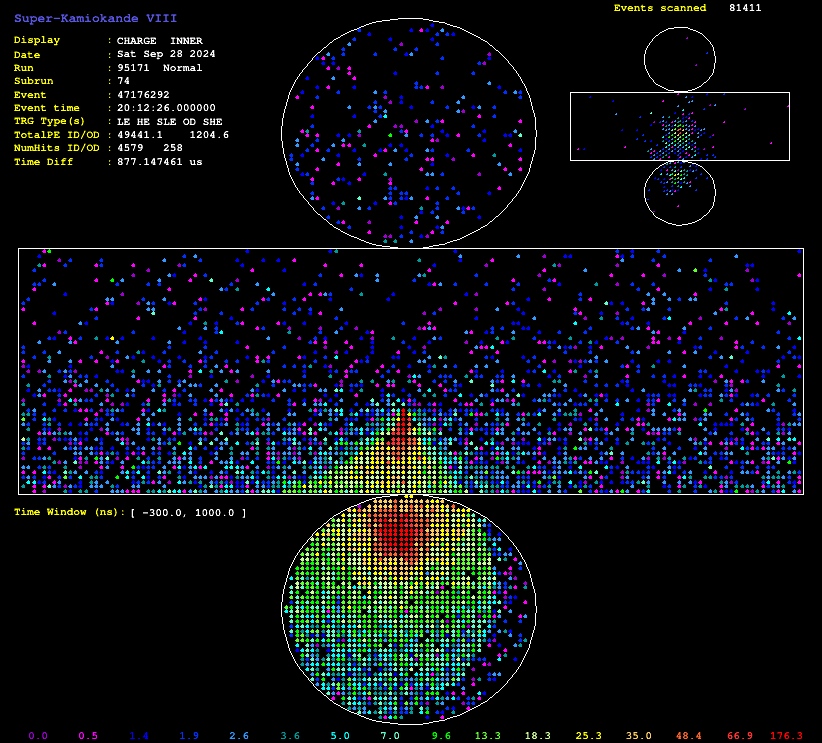 Super-Kamiokande VIII
Events scanned 81411
Display : CHARGE INNER
Date : Sat Sep 28 2024
Run : 95171 Normal
Subrun : 74
Event : 47176292
Event time : 20:12:26.000000
TRG Type(s) : LE HE SLE OD SHE
TotalPE ID/OD : 49441.1 1204.6
NumHits ID/OD : 4579 258
Time Diff : 877.147461 us
Time Window (ns): [ -300.0, 1000.0 ]
0.0 0.5 1.4 1.9 2.6 3.6 5.0 7.0 9.6 13.3 18.3 25.3 35.0 48.4 66.9 176.3